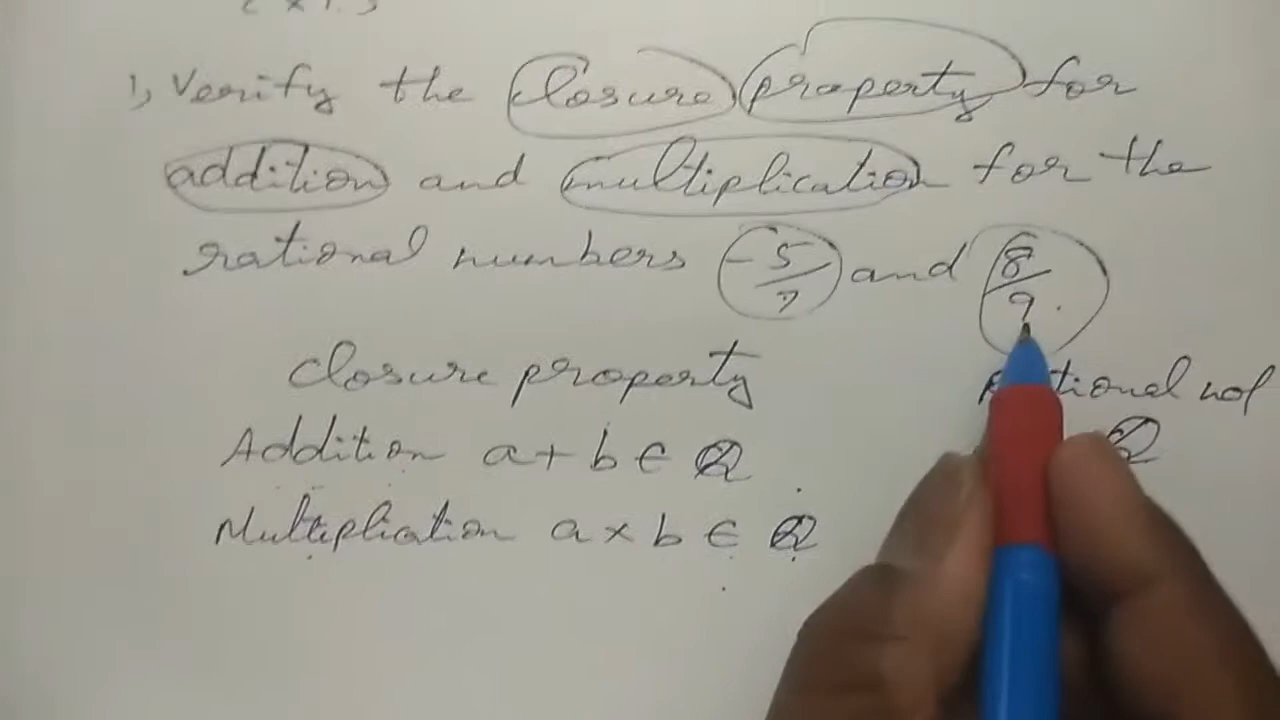 1, Verify the closure property for
addition and multiplication for the
rational numbers -5/7 and 8/9.
closure property
Addition a + b ∈ Q
Multiplication a × b ∈ Q
Q